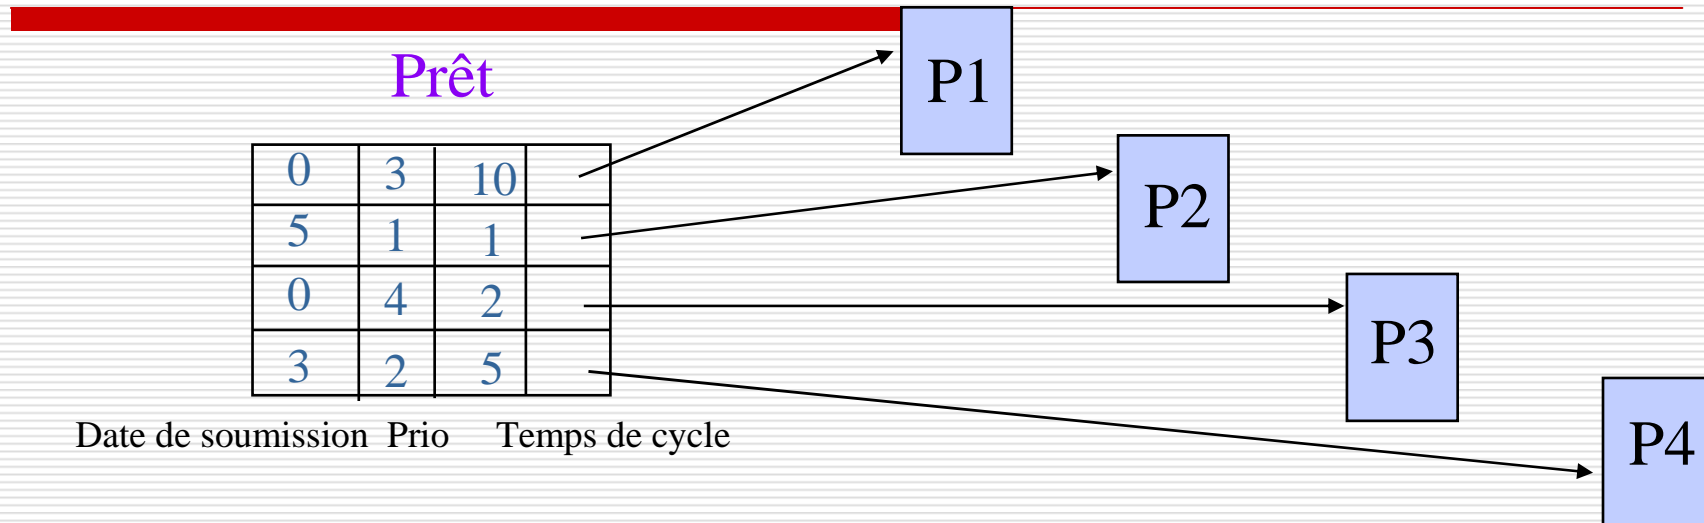 Prêt
P1
0 3 10
5 1 1
P2
0 4 2
P3
3 2 5
Date de soumission Prio Temps de cycle
P4